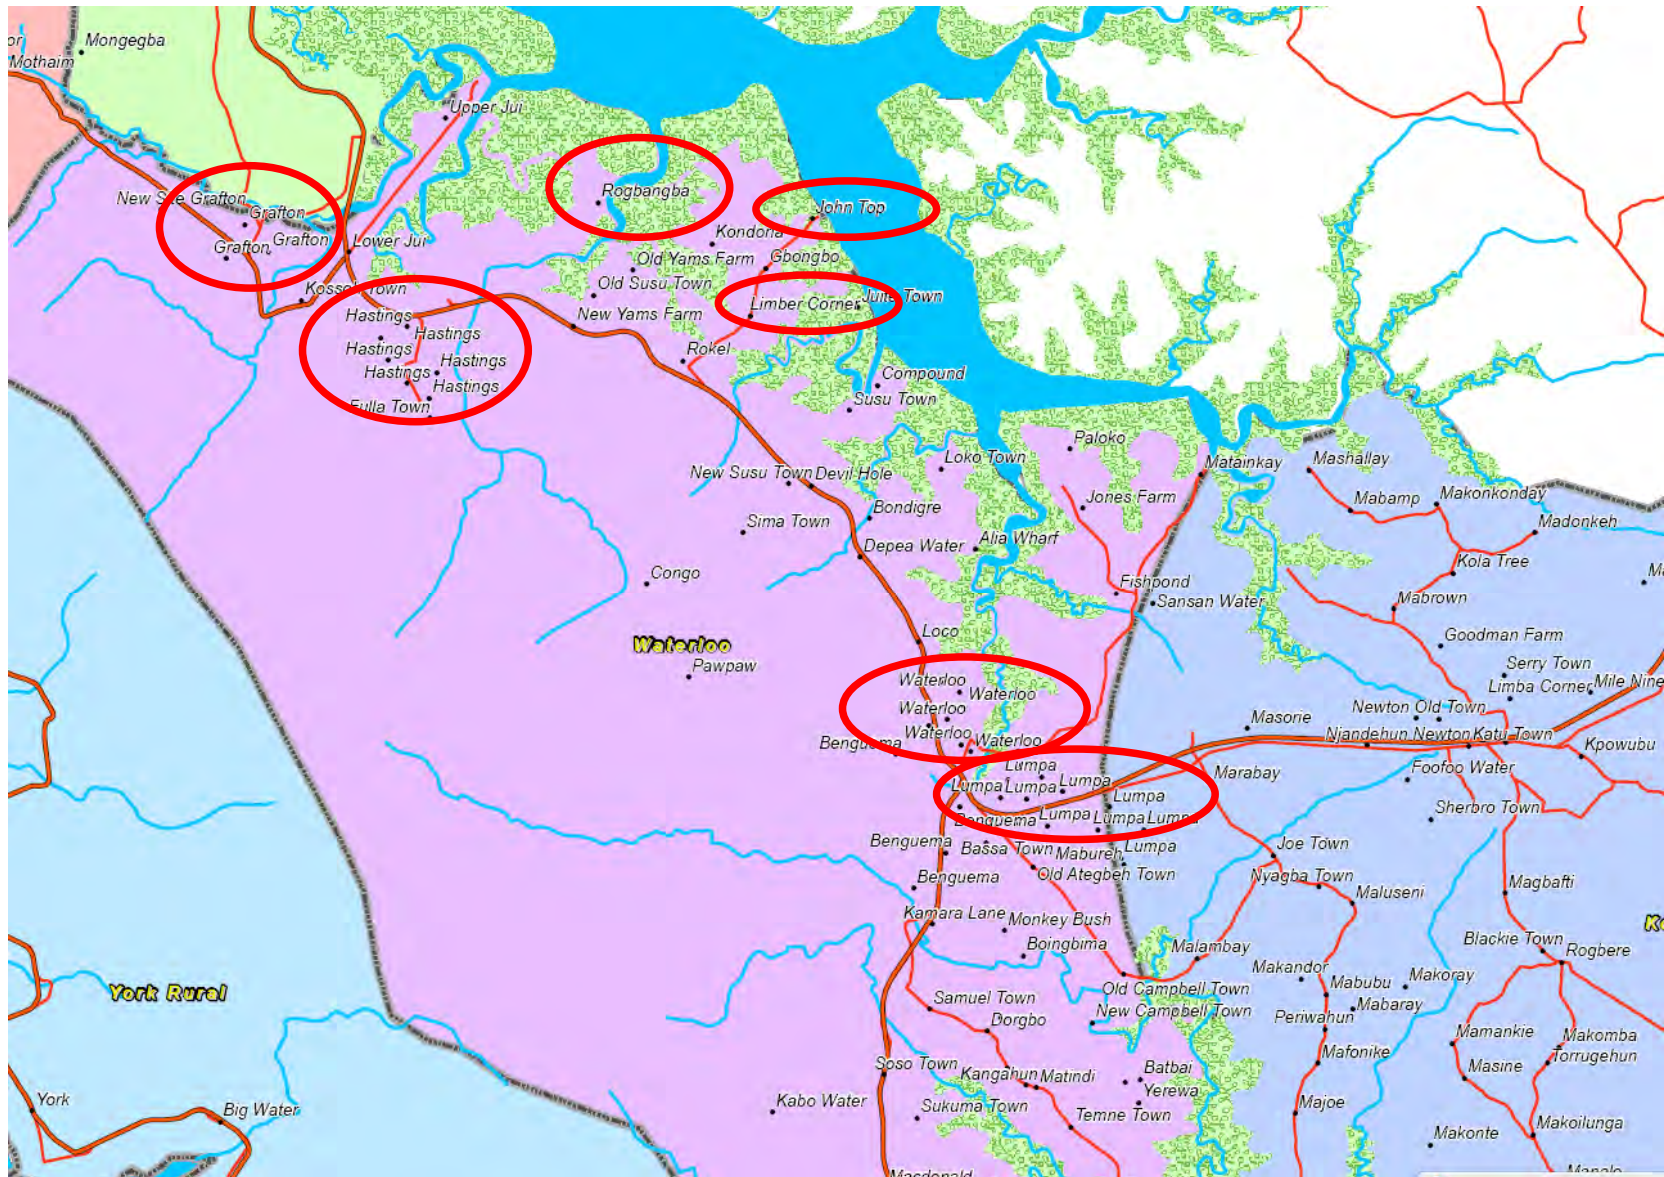 or
Mongegba
Mothaim
Upper Jui
New Site Grafton
Grafton
Grafton
Grafton
Lower Jui
Rogbangba
John Top
Kondoria
Old Yams Farm
Gbongbo
Kossoh Town
Old Susu Town
Limber Corner
New Yams Farm
Hastings
Hastings
Hastings
Hastings
Hastings
Hastings
Fulla Town
Rokel
Compound
Susu Town
Paloko
Loko Town
Matainkay
Mashallay
New Susu Town
Devil Hole
Jones Farm
Mabamp
Makonkonday
Bondigre
Sima Town
Madonkeh
Depea Water
Alia Wharf
Kola Tree
Congo
Fishpond
Sansan Water
Mabrown
Ma
Loco
Goodman Farm
Waterloo
Pawpaw
Serry Town
Limba Corner
Mile Nine
Waterloo
Waterloo
Waterloo
Waterloo
Waterloo
Newton Old Town
Masorie
Benguema
Njandehun
Newton
Katu Town
Kpowubu
Lumpa
Lumpa
Lumpa
Lumpa
Lumpa
Marabay
Foofoo Water
Benguema
Lumpa
Lumpa
Lumpa
Sherbro Town
Benguema
Bassa Town
Mabureh
Lumpa
Joe Town
Old Ategbeh Town
Benguema
Nyagba Town
Maluseni
Magbafti
Kamara Lane
Monkey Bush
Ko
Boingbima
Malambay
Blackie Town
Rogbere
Makandor
Mabubu
Makoray
York Rural
Old Campbell Town
Samuel Town
Mabaray
New Campbell Town
Dorgbo
Periwahun
Mamankie
Makomba
Mafonike
Torrugehun
Soso Town
Kangahun
Matindi
Batbai
Masine
Yerewa
York
Big Water
Kabo Water
Sukuma Town
Temne Town
Majoe
Makoilunga
Makonte
Macdonald